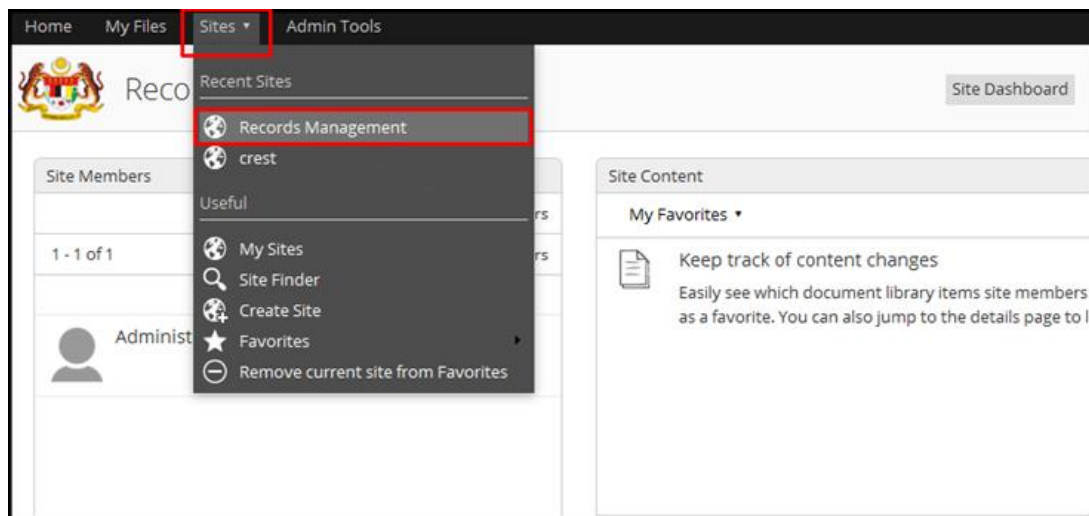 Home My Files Sites Admin Tools
Reco
Site Dashboard
Recent Sites
Records Management
crest
Useful
My Sites
Site Finder
Create Site
Favorites
Remove current site from Favorites
Site Members
rs
1 - 1 of 1
rs
Administ
Site Content
My Favorites
Keep track of content changes
Easily see which document library items site members
as a favorite. You can also jump to the details page to l